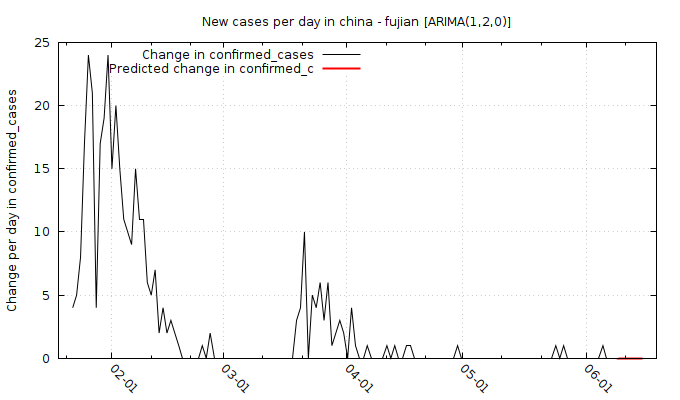 New cases per day in china - fujian [ARIMA(1,2,0)]
Change in confirmed_cases
Predicted change in confirmed_c
Change per day in confirmed_cases
25
20
15
10
5
0
02-01
03-01
04-01
05-01
06-01